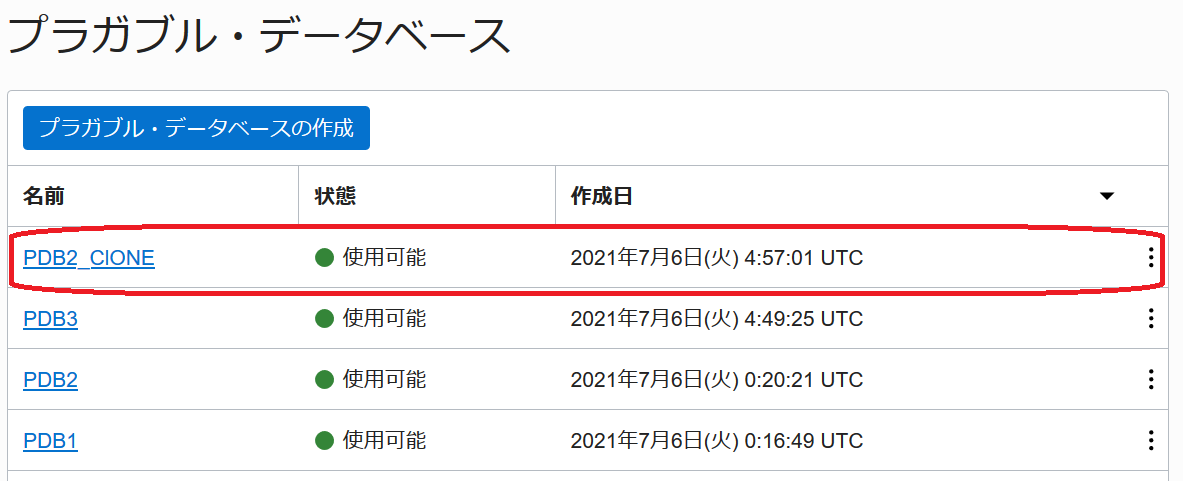 プラガブル・データベース
プラガブル・データベースの作成
名前 状態 作成日
PDB2_ClONE 使用可能 2021年7月6日(火) 4:57:01 UTC
PDB3 使用可能 2021年7月6日(火) 4:49:25 UTC
PDB2 使用可能 2021年7月6日(火) 0:20:21 UTC
PDB1 使用可能 2021年7月6日(火) 0:16:49 UTC